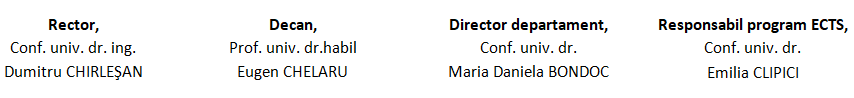 Rector, Decan, Director departament, Responsabil program ECTS,
Conf. univ. dr. ing. Prof. univ. dr.habil Conf. univ. dr. Conf. univ. dr.
Dumitru CHIRLEŞAN Eugen CHELARU Maria Daniela BONDOC Emilia CLIPICI